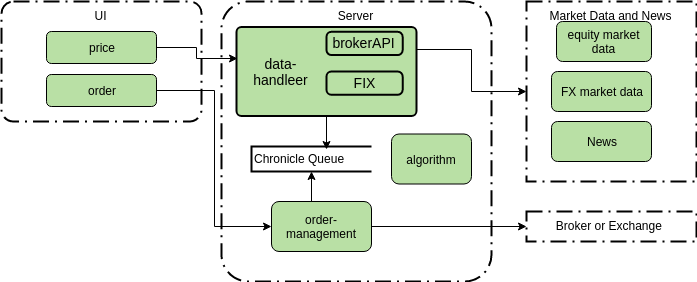 UI
price
order
Server
data-
handleer
brokerAPI
FIX
Chronicle Queue
algorithm
order-
management
Market Data and News
equity market
data
FX market data
News
Broker or Exchange